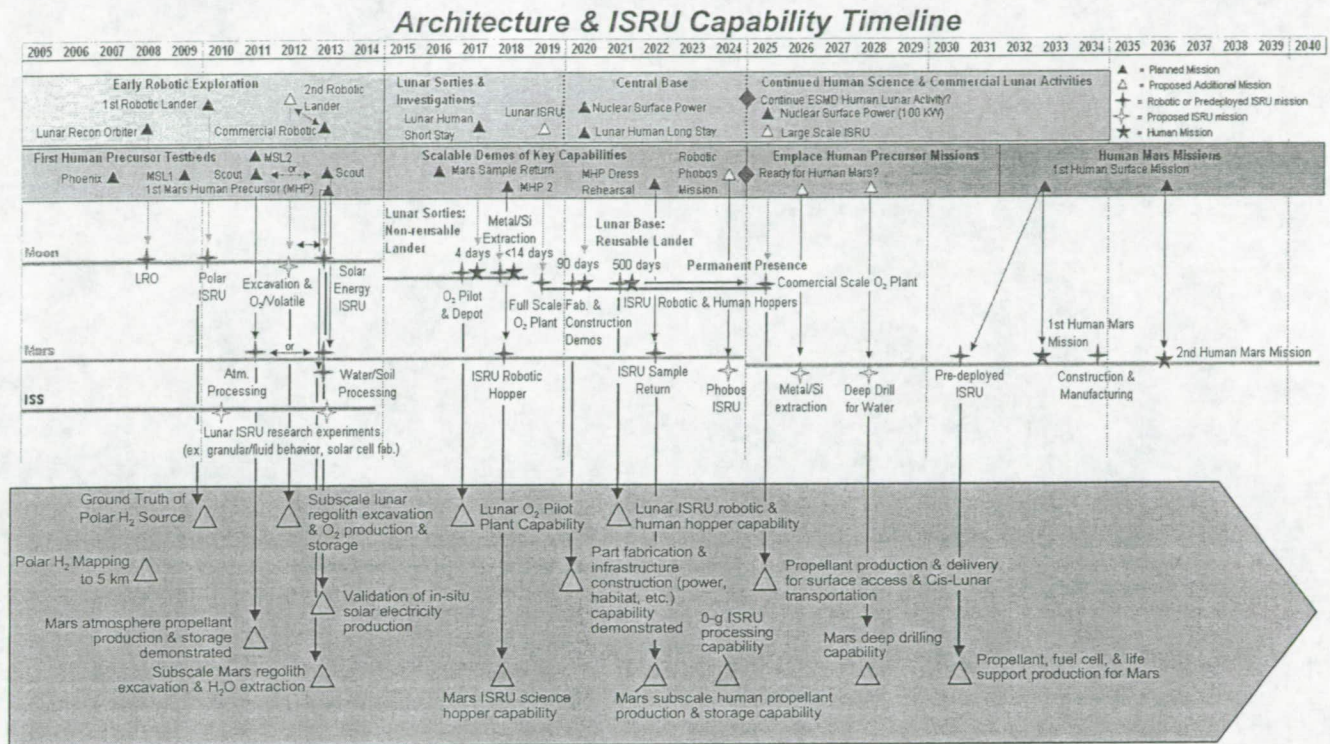 Architecture & ISRU Capability Timeline
2005 2006 2007 2008 2009 2010 2011 2012 2013 2014 2015 2016 2017 2018 2019 2020 2021 2022 2023 2024 2025 2026 2027 2028 2029 2030 2031 2032 2033 2034 2035 2036 2037 2038 2039 2040
Early Robotic Exploration
1st Robotic Lander
2nd Robotic
Lander
Lunar Recon Orbiter
Commercial Robotic
Lunar Sorties &
Investigations
Lunar ISRU
Lunar Human
Short Stay
Central Base
Nuclear Surface Power
Lunar Human Long Stay
Continued Human Science & Commercial Lunar Activities
Continue ESMD Human Lunar Activity?
Nuclear Surface Power (100 KW)
Large Scale ISRU
= Planned Mission
= Proposed Additional Mission
= Robotic or Predeployed ISRU mission
= Proposed ISRU mission
= Human Mission
First Human Precursor Testbeds
MSL2
Phoenix
MSL1
Scout
or
Scout
1st Mars Human Precursor (MHP)
Scalable Demos of Key Capabilities
Mars Sample Return
MHP 2
MHP Dress
Rehearsal
Robotic
Phobos
Mission
Emplace Human Precursor Missions
Ready for Human Mars?
Human Mars Missions
1st Human Surface Mission
Lunar Sorties:
Non-reusable
Lander
Metal/Si
Extraction
4 days
<14 days
Lunar Base:
Reusable Lander
90 days
500 days
Permanent Presence
Moon
LRO
Polar
ISRU
Excavation &
O₂/Volatile
Solar
Energy
ISRU
O₂ Pilot
& Depot
Full Scale
O₂ Plant
Fab. &
Construction
Demos
ISRU Robotic & Human Hoppers
Coomercial Scale O₂ Plant
Mars
or
Atm.
Processing
Water/Soil
Processing
ISRU Robotic
Hopper
ISRU Sample
Return
Phobos
ISRU
Metal/Si
extraction
Deep Drill
for Water
Pre-deployed
ISRU
1st Human Mars
Mission
Construction &
Manufacturing
2nd Human Mars Mission
ISS
Lunar ISRU research experiments
(ex. granular/fluid behavior, solar cell fab.)
Ground Truth of
Polar H₂ Source
Subscale lunar
regolith excavation
& O₂ production &
storage
Lunar O₂ Pilot
Plant Capability
Lunar ISRU robotic &
human hopper capability
Polar H₂ Mapping
to 5 km
Validation of in-situ
solar electricity
production
Part fabrication &
infrastructure
construction (power,
habitat, etc.)
capability
demonstrated
Propellant production & delivery
for surface access & Cis-Lunar
transportation
Mars atmosphere propellant
production & storage
demonstrated
0-g ISRU
processing
capability
Mars deep drilling
capability
Subscale Mars regolith
excavation & H₂O extraction
Mars ISRU science
hopper capability
Mars subscale human propellant
production & storage capability
Propellant, fuel cell, & life
support production for Mars